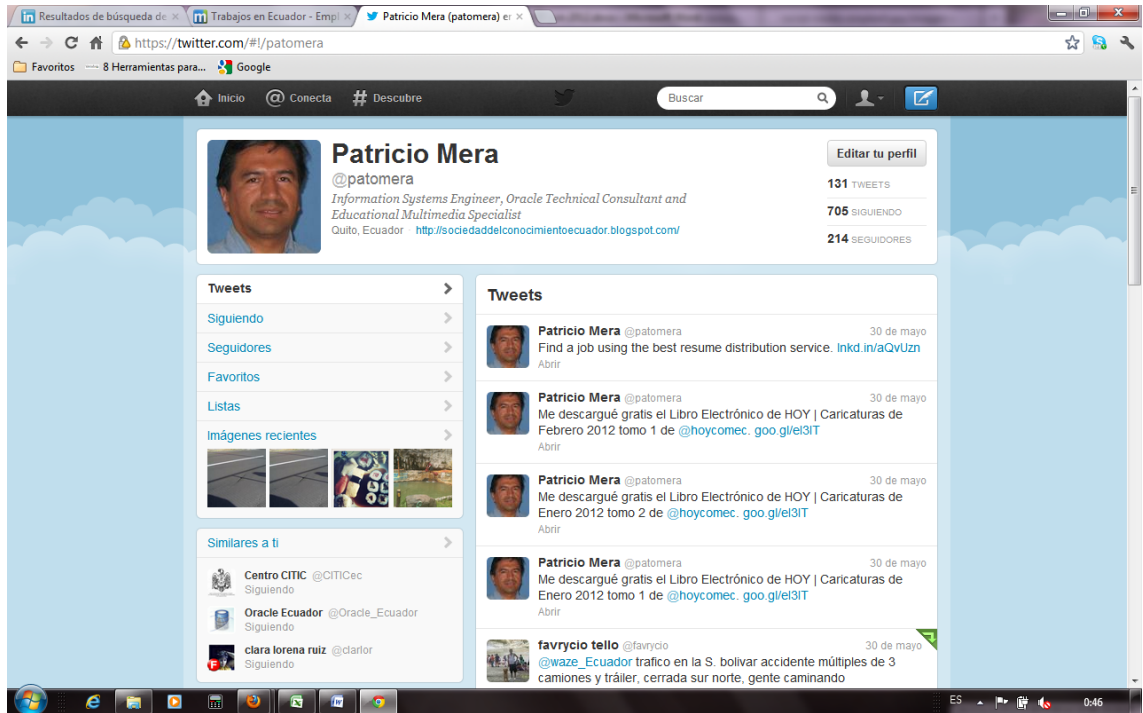 Resultados de búsqueda de
Trabajos en Ecuador - Empl
Patricio Mera (patomera) en
https://twitter.com/#!/patomera
Favoritos
8 Herramientas para...
Google
Inicio
Conecta
Descubre
Buscar
Patricio Mera
@patomera
Information Systems Engineer, Oracle Technical Consultant and
Educational Multimedia Specialist
Quito, Ecuador · http://sociedaddelconocimientoecuador.blogspot.com/
Editar tu perfil
131 TWEETS
705 SIGUIENDO
214 SEGUIDORES
Tweets
Siguiendo
Seguidores
Favoritos
Listas
Imágenes recientes
Similares a ti
Centro CITIC @CITICec
Siguiendo
Oracle Ecuador @Oracle_Ecuador
Siguiendo
clara lorena ruiz @clarlor
Siguiendo
Tweets
Patricio Mera @patomera 30 de mayo
Find a job using the best resume distribution service. lnkd.in/aQvUzn
Abrir
Patricio Mera @patomera 30 de mayo
Me descargué gratis el Libro Electrónico de HOY | Caricaturas de
Febrero 2012 tomo 1 de @hoycomec. goo.gl/el3IT
Abrir
Patricio Mera @patomera 30 de mayo
Me descargué gratis el Libro Electrónico de HOY | Caricaturas de
Enero 2012 tomo 2 de @hoycomec. goo.gl/el3IT
Abrir
Patricio Mera @patomera 30 de mayo
Me descargué gratis el Libro Electrónico de HOY | Caricaturas de
Enero 2012 tomo 1 de @hoycomec. goo.gl/el3IT
Abrir
favrycio tello @favrycio 30 de mayo
@waze_Ecuador trafico en la S. bolivar accidente múltiples de 3
camiones y tráiler, cerrada sur norte, gente caminando
ES
0:46